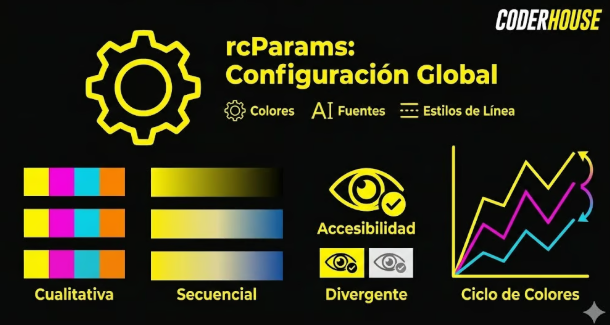 CODERHOUSE
rcParams:
Configuración Global
Colores
AI Fuentes
Estilos de Línea
Accesibilidad
Cualitativa
Secuencial
Divergente
Ciclo de Colores